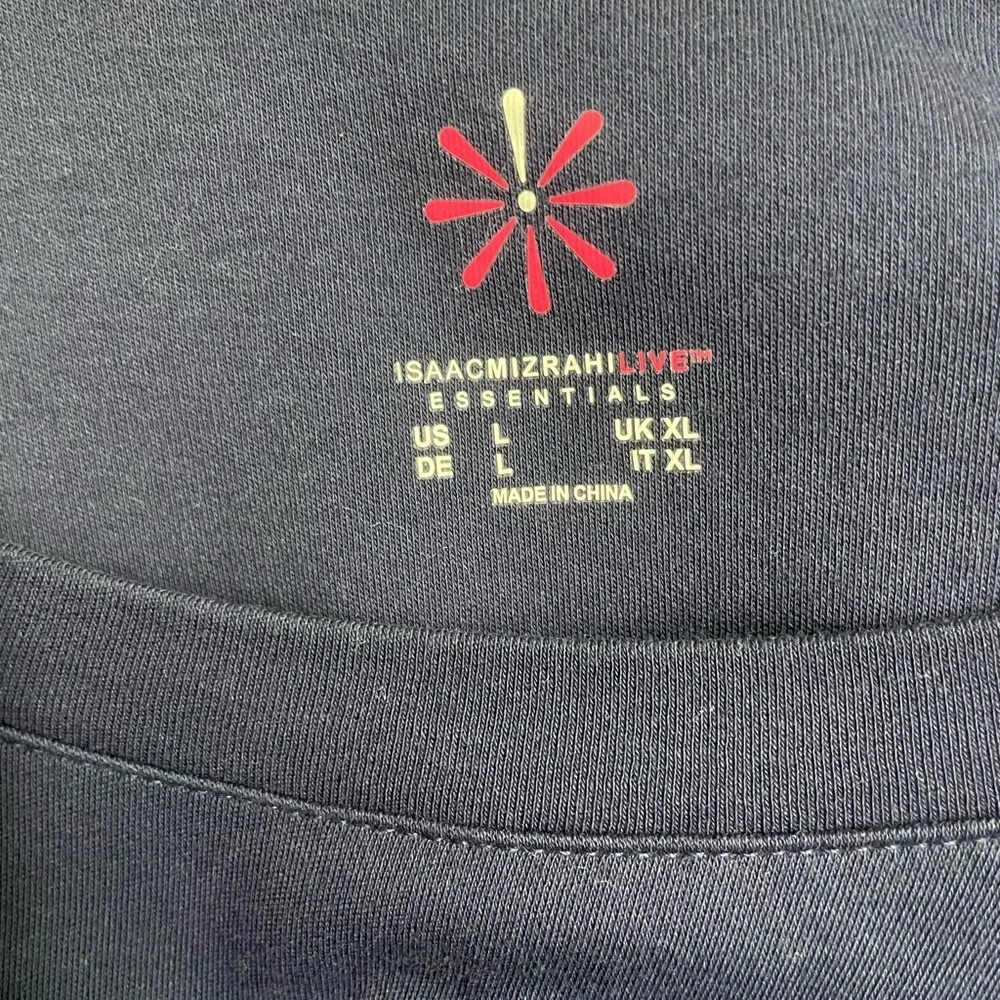 ISAACMIZRAHILIVE™
ESSENTIALS
US L UK XL
DE L IT XL
MADE IN CHINA